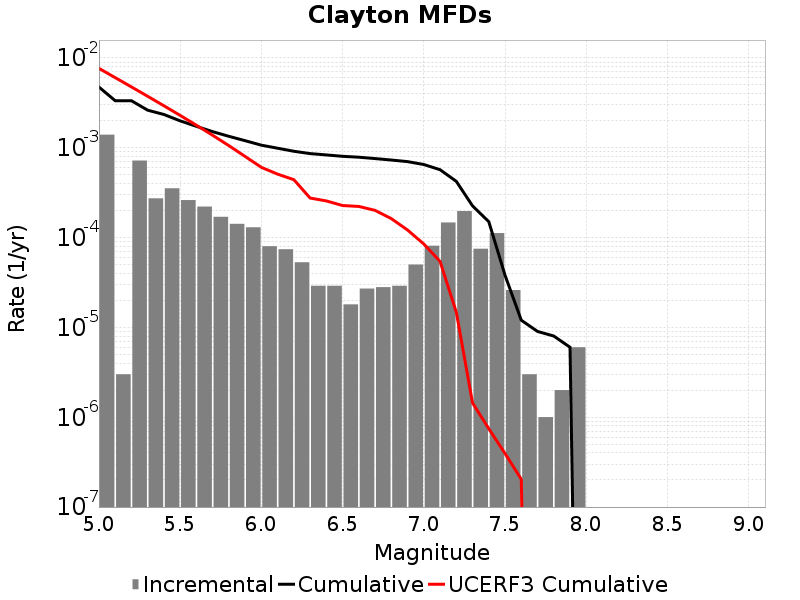 Clayton MFDs
Rate (1/yr)
10^-2
10^-3
10^-4
10^-5
10^-6
10^-7
5.0 5.5 6.0 6.5 7.0 7.5 8.0 8.5 9.0
Magnitude
Incremental Cumulative UCERF3 Cumulative